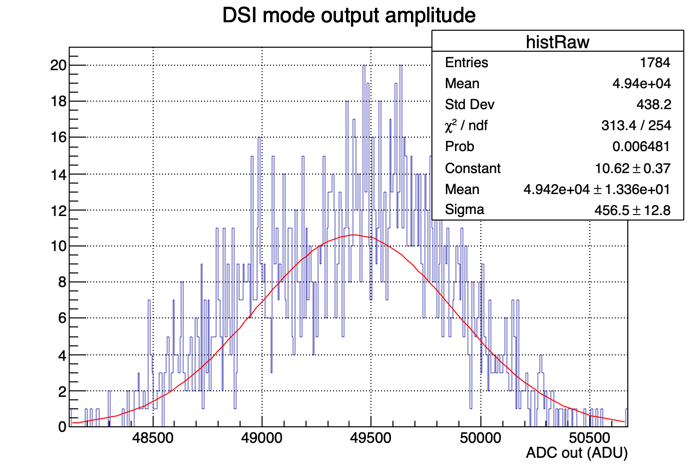 DSI mode output amplitude
histRaw
Entries 1784
Mean 4.94e+04
Std Dev 438.2
χ² / ndf 313.4 / 254
Prob 0.006481
Constant 10.62 ± 0.37
Mean 4.942e+04 ± 1.336e+01
Sigma 456.5 ± 12.8
20
18
16
14
12
10
8
6
4
2
0
48500 49000 49500 50000 50500
ADC out (ADU)